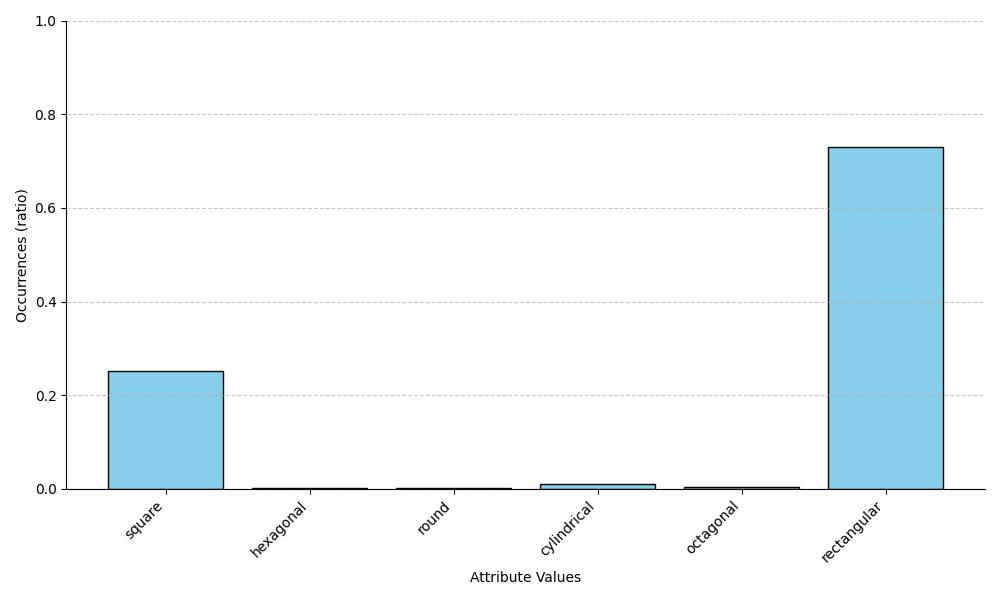 1.0
0.8
0.6
0.4
0.2
0.0
Occurrences (ratio)
square
hexagonal
round
cylindrical
octagonal
rectangular
Attribute Values